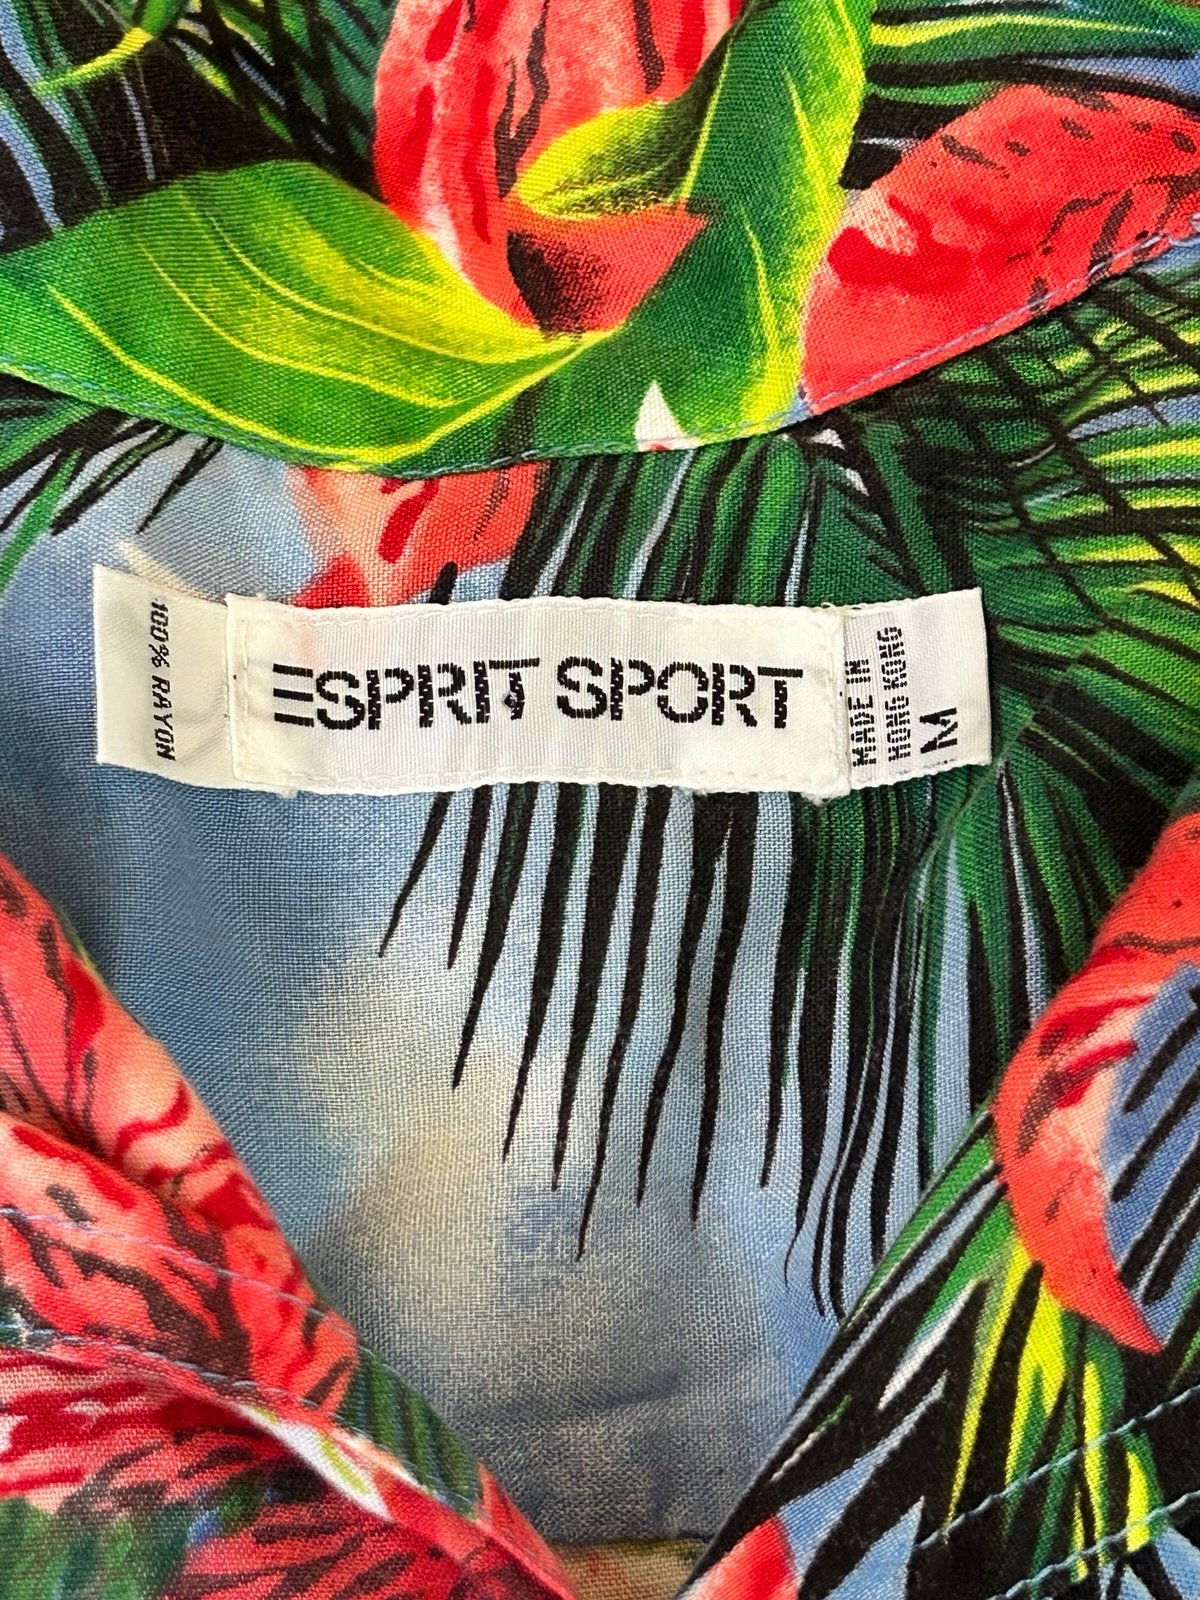 100% RAYON
ESPRIT SPORT
MADE IN
HONG KONG
M